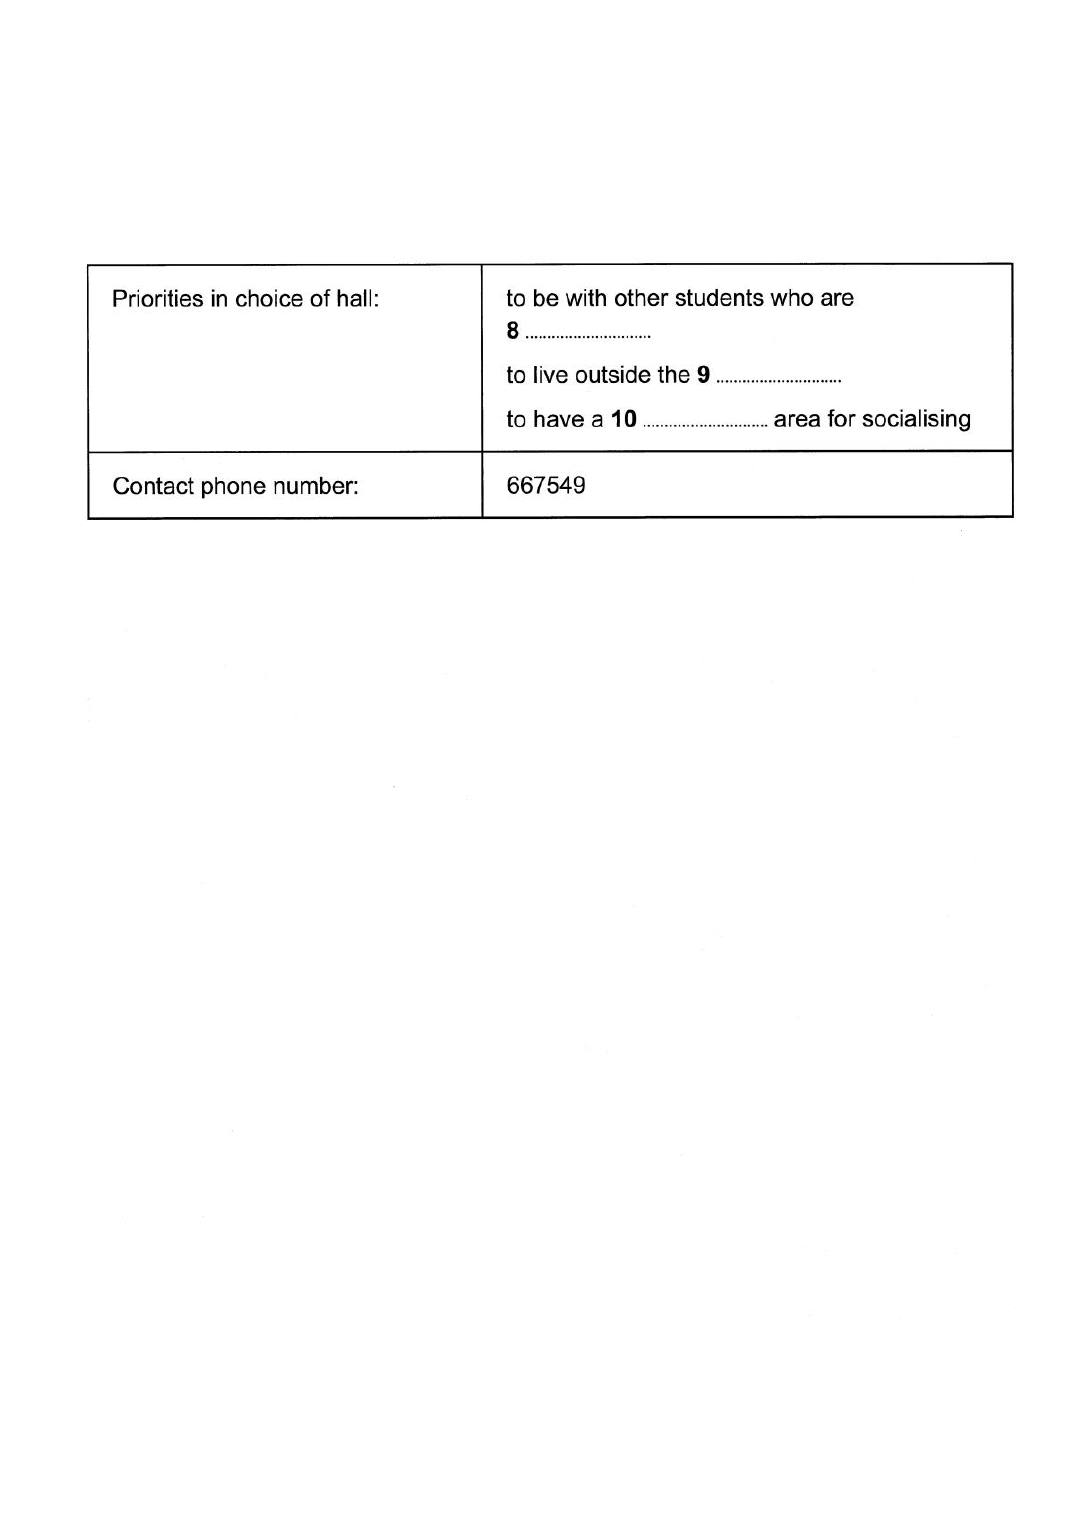 Priorities in choice of hall:
to be with other students who are
8 .............................
to live outside the 9 .............................
to have a 10 ............................. area for socialising
Contact phone number:
667549